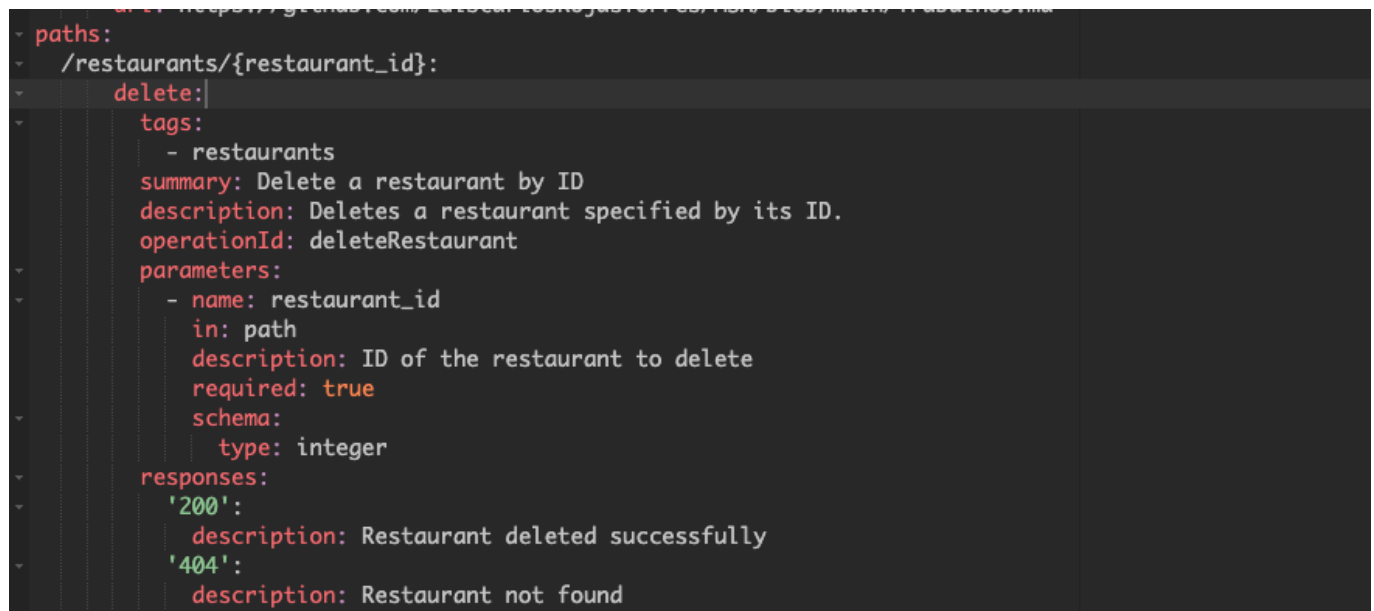 paths:
/restaurants/{restaurant_id}:
delete:
tags:
- restaurants
summary: Delete a restaurant by ID
description: Deletes a restaurant specified by its ID.
operationId: deleteRestaurant
parameters:
- name: restaurant_id
in: path
description: ID of the restaurant to delete
required: true
schema:
type: integer
responses:
'200':
description: Restaurant deleted successfully
'404':
description: Restaurant not found